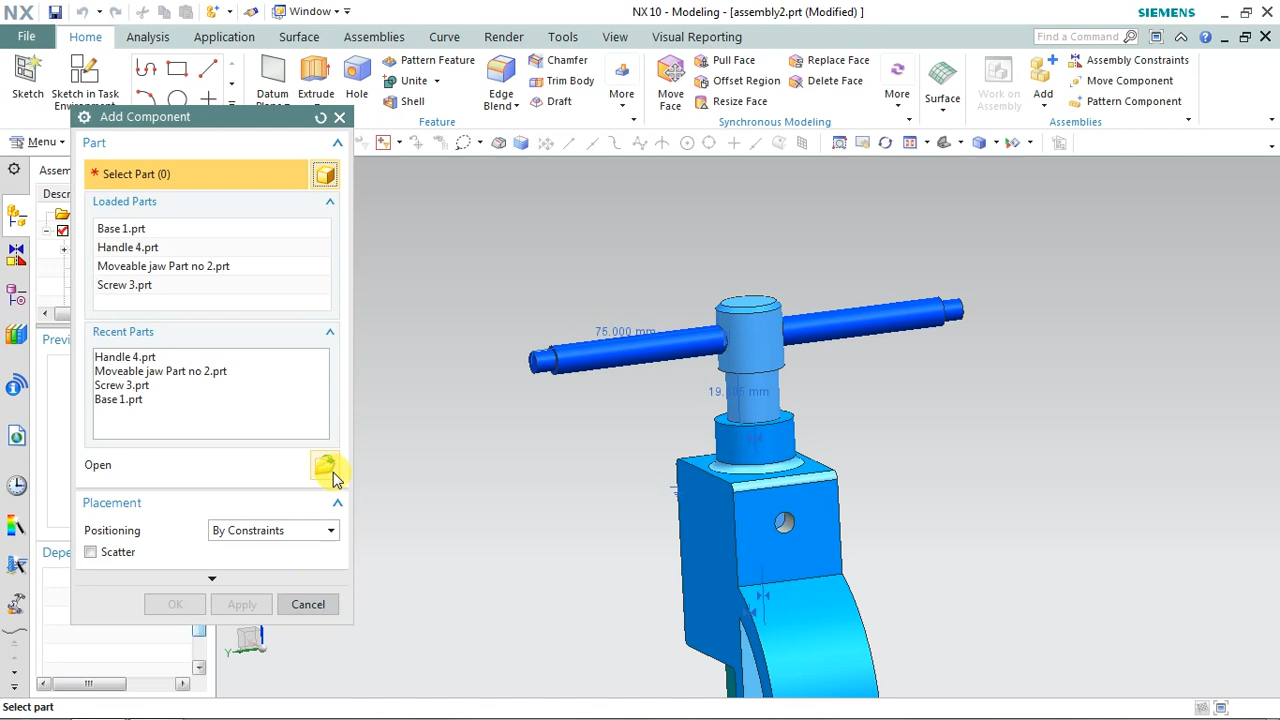 NX
Window
NX 10 - Modeling - [assembly2.prt (Modified) ]
SIEMENS
File
Home
Analysis
Application
Surface
Assemblies
Curve
Render
Tools
View
Visual Reporting
Find a Command
Sketch
Sketch in Task
Environment
Datum
Plane
Extrude
Hole
Pattern Feature
Unite
Shell
Edge
Blend
Chamfer
Trim Body
Draft
More
Feature
Move
Face
Pull Face
Offset Region
Resize Face
Replace Face
Delete Face
More
Synchronous Modeling
Surface
Work on
Assembly
Add
Assembly Constraints
Move Component
Pattern Component
Assemblies
Menu
Add Component
Part
* Select Part (0)
Loaded Parts
Base 1.prt
Handle 4.prt
Moveable jaw Part no 2.prt
Screw 3.prt
Recent Parts
Handle 4.prt
Moveable jaw Part no 2.prt
Screw 3.prt
Base 1.prt
Open
Placement
Positioning
By Constraints
Scatter
OK
Apply
Cancel
Assem
Descr
Previ
Depe
75.000 mm
Y
Select part